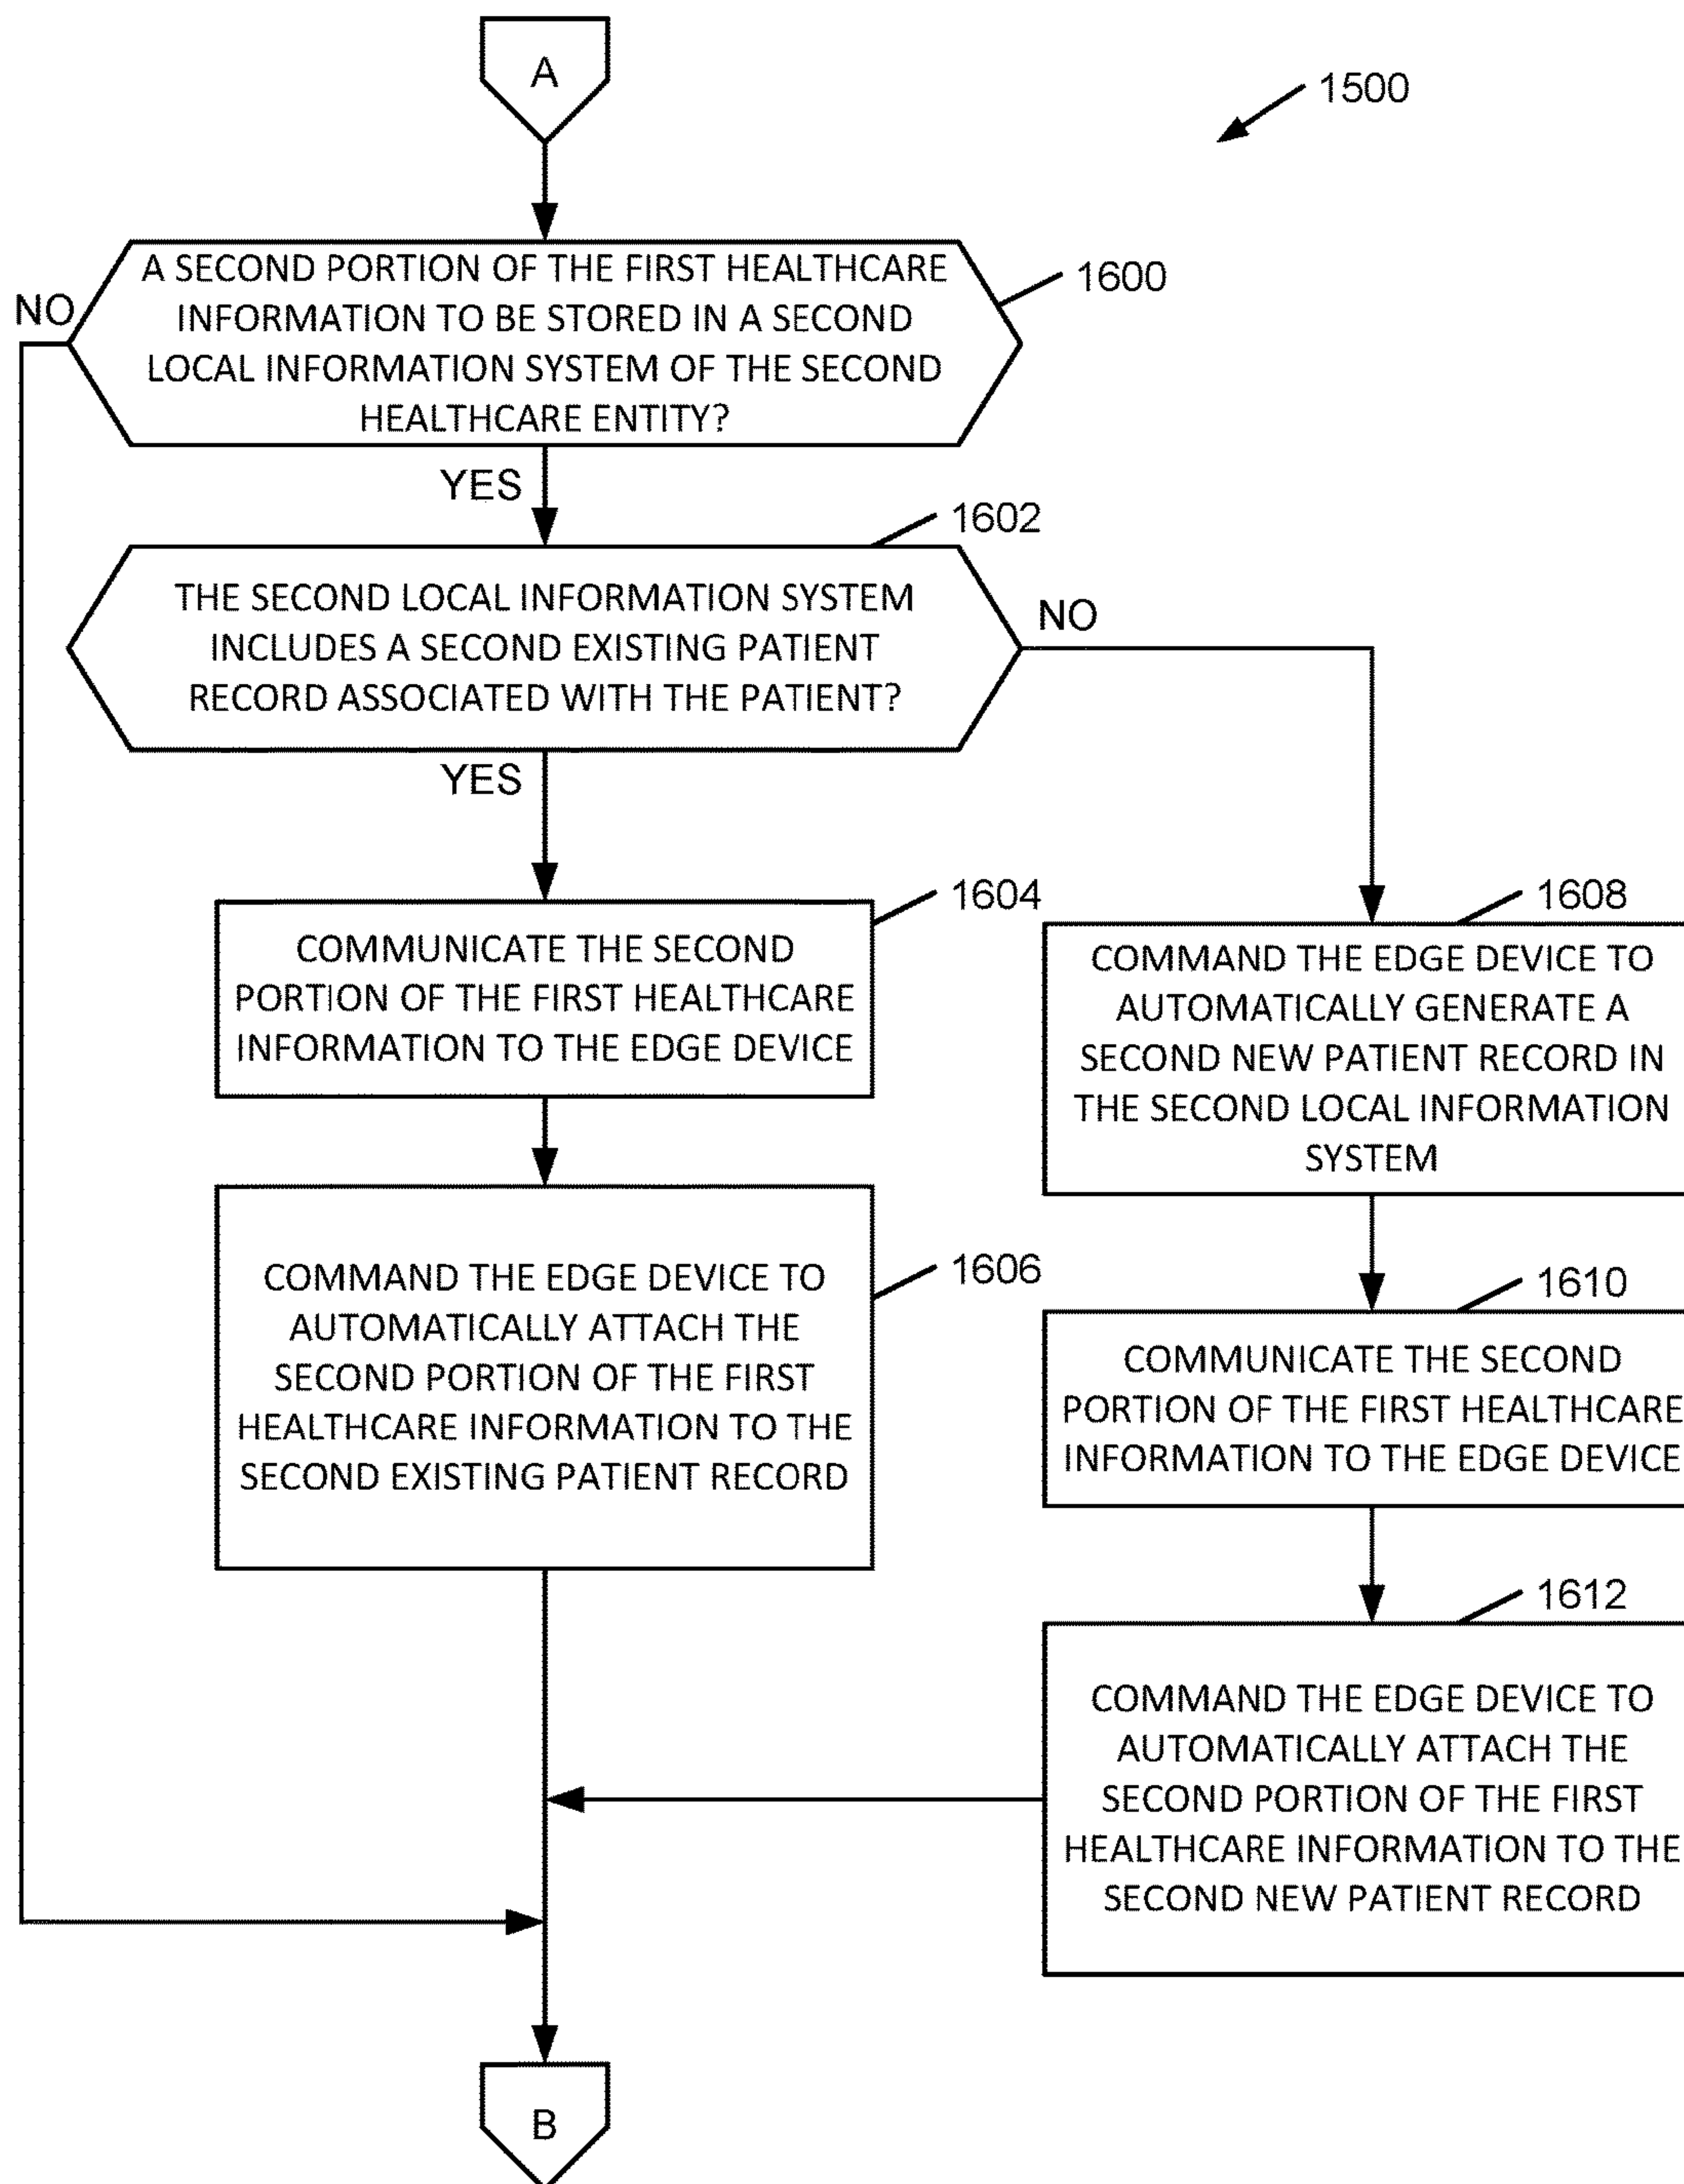 A
1500
A SECOND PORTION OF THE FIRST HEALTHCARE
INFORMATION TO BE STORED IN A SECOND
LOCAL INFORMATION SYSTEM OF THE SECOND
HEALTHCARE ENTITY?
1600
NO
YES
1602
THE SECOND LOCAL INFORMATION SYSTEM
INCLUDES A SECOND EXISTING PATIENT
RECORD ASSOCIATED WITH THE PATIENT?
NO
YES
1604
COMMUNICATE THE SECOND
PORTION OF THE FIRST HEALTHCARE
INFORMATION TO THE EDGE DEVICE
1606
COMMAND THE EDGE DEVICE TO
AUTOMATICALLY ATTACH THE
SECOND PORTION OF THE FIRST
HEALTHCARE INFORMATION TO THE
SECOND EXISTING PATIENT RECORD
1608
COMMAND THE EDGE DEVICE TO
AUTOMATICALLY GENERATE A
SECOND NEW PATIENT RECORD IN
THE SECOND LOCAL INFORMATION
SYSTEM
1610
COMMUNICATE THE SECOND
PORTION OF THE FIRST HEALTHCARE
INFORMATION TO THE EDGE DEVICE
1612
COMMAND THE EDGE DEVICE TO
AUTOMATICALLY ATTACH THE
SECOND PORTION OF THE FIRST
HEALTHCARE INFORMATION TO THE
SECOND NEW PATIENT RECORD
B